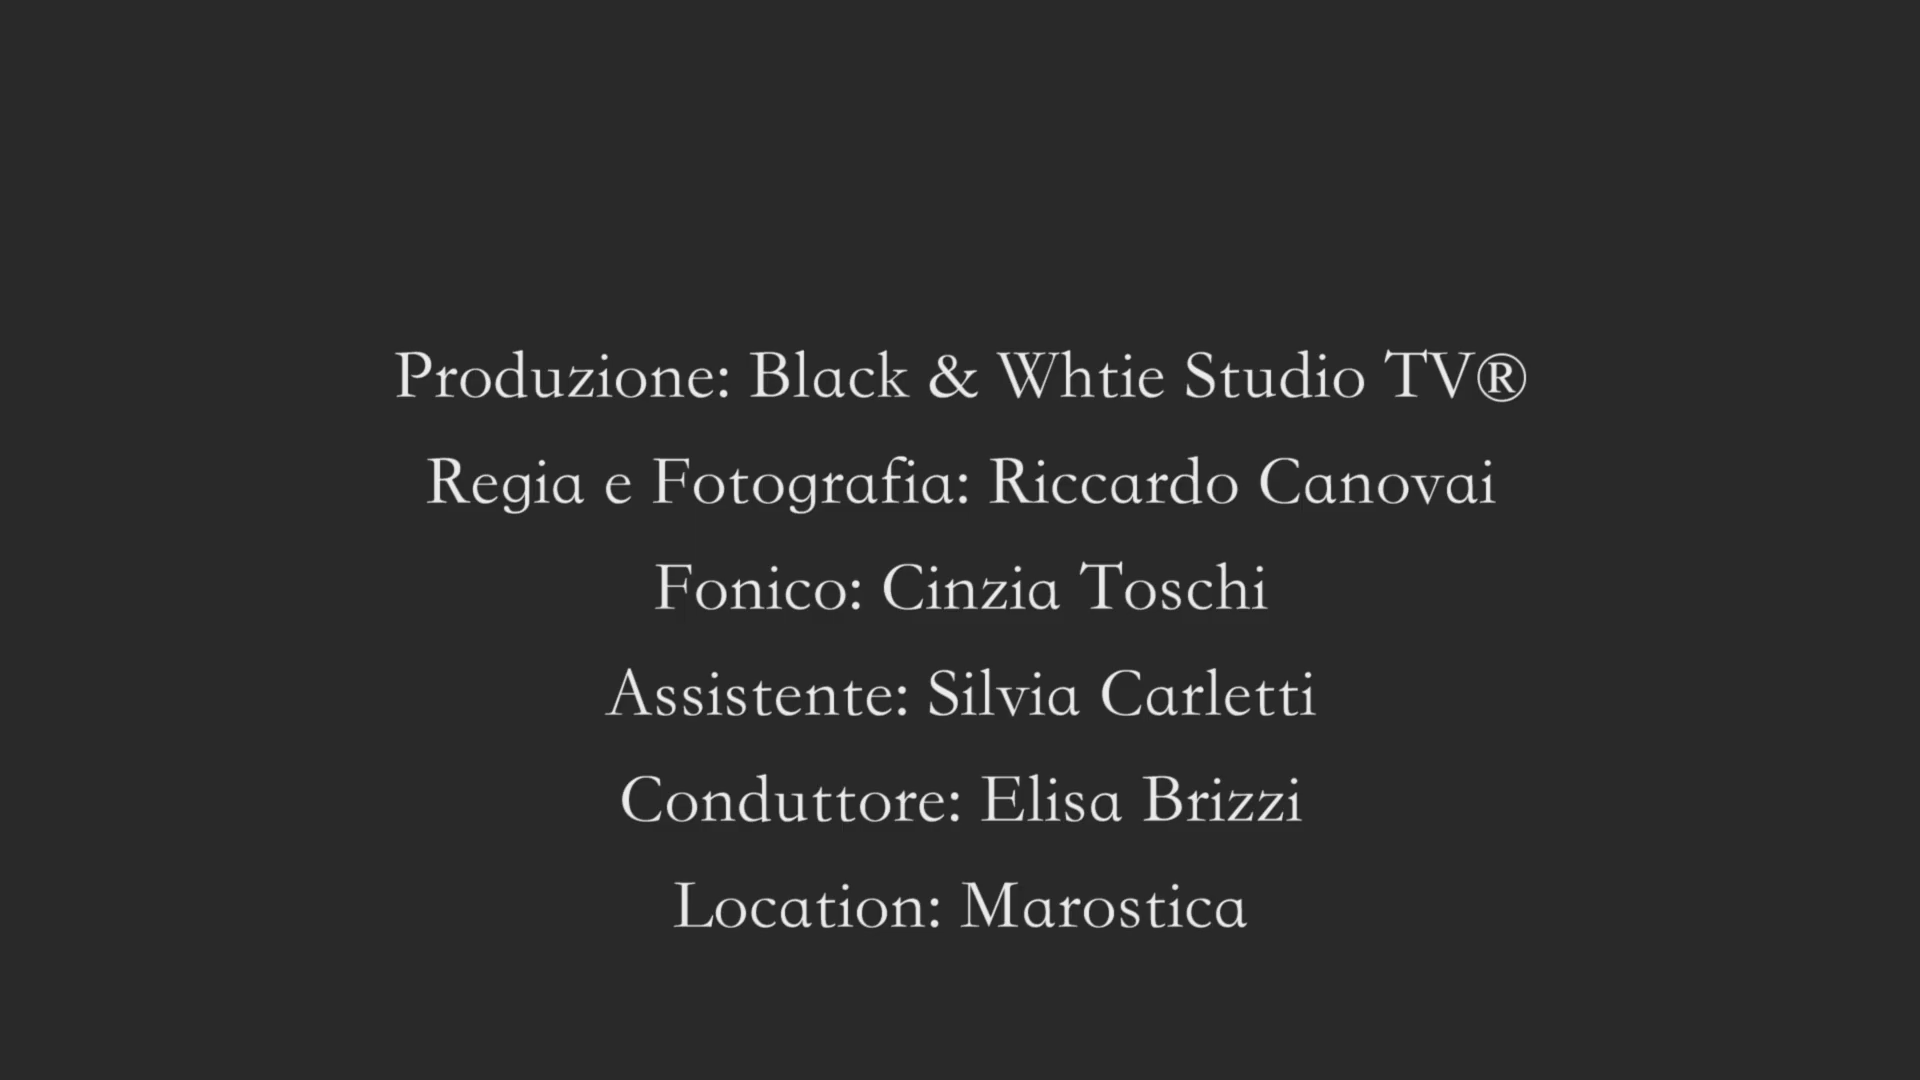 Produzione: Black & Whtie Studio TV®
Regia e Fotografia: Riccardo Canovai
Fonico: Cinzia Toschi
Assistente: Silvia Carletti
Conduttore: Elisa Brizzi
Location: Marostica